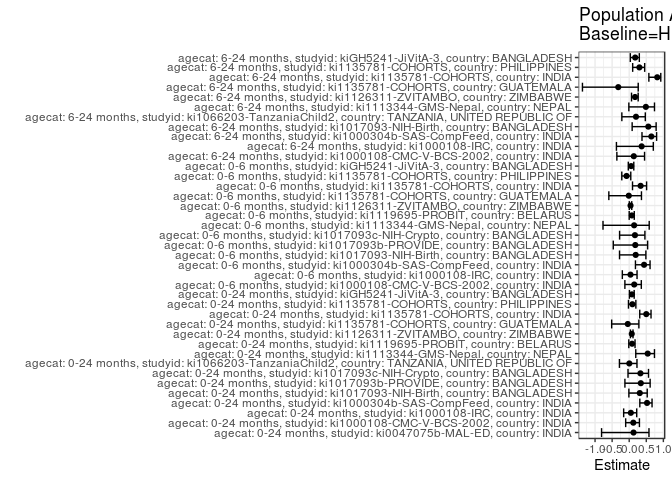 Population A
Baseline=H
agecat: 6-24 months, studyid: kiGH5241-JiVitA-3, country: BANGLADESH
agecat: 6-24 months, studyid: ki1135781-COHORTS, country: PHILIPPINES
agecat: 6-24 months, studyid: ki1135781-COHORTS, country: INDIA
agecat: 6-24 months, studyid: ki1135781-COHORTS, country: GUATEMALA
agecat: 6-24 months, studyid: ki1126311-ZVITAMBO, country: ZIMBABWE
agecat: 6-24 months, studyid: ki1113344-GMS-Nepal, country: NEPAL
agecat: 6-24 months, studyid: ki1066203-TanzaniaChild2, country: TANZANIA, UNITED REPUBLIC OF
agecat: 6-24 months, studyid: ki1017093-NIH-Birth, country: BANGLADESH
agecat: 6-24 months, studyid: ki1000304b-SAS-CompFeed, country: INDIA
agecat: 6-24 months, studyid: ki1000108-IRC, country: INDIA
agecat: 6-24 months, studyid: ki1000108-CMC-V-BCS-2002, country: INDIA
agecat: 0-6 months, studyid: kiGH5241-JiVitA-3, country: BANGLADESH
agecat: 0-6 months, studyid: ki1135781-COHORTS, country: PHILIPPINES
agecat: 0-6 months, studyid: ki1135781-COHORTS, country: INDIA
agecat: 0-6 months, studyid: ki1135781-COHORTS, country: GUATEMALA
agecat: 0-6 months, studyid: ki1126311-ZVITAMBO, country: ZIMBABWE
agecat: 0-6 months, studyid: ki1119695-PROBIT, country: BELARUS
agecat: 0-6 months, studyid: ki1113344-GMS-Nepal, country: NEPAL
agecat: 0-6 months, studyid: ki1017093c-NIH-Crypto, country: BANGLADESH
agecat: 0-6 months, studyid: ki1017093b-PROVIDE, country: BANGLADESH
agecat: 0-6 months, studyid: ki1017093-NIH-Birth, country: BANGLADESH
agecat: 0-6 months, studyid: ki1000304b-SAS-CompFeed, country: INDIA
agecat: 0-6 months, studyid: ki1000108-IRC, country: INDIA
agecat: 0-6 months, studyid: ki1000108-CMC-V-BCS-2002, country: INDIA
agecat: 0-24 months, studyid: kiGH5241-JiVitA-3, country: BANGLADESH
agecat: 0-24 months, studyid: ki1135781-COHORTS, country: PHILIPPINES
agecat: 0-24 months, studyid: ki1135781-COHORTS, country: INDIA
agecat: 0-24 months, studyid: ki1135781-COHORTS, country: GUATEMALA
agecat: 0-24 months, studyid: ki1126311-ZVITAMBO, country: ZIMBABWE
agecat: 0-24 months, studyid: ki1119695-PROBIT, country: BELARUS
agecat: 0-24 months, studyid: ki1113344-GMS-Nepal, country: NEPAL
agecat: 0-24 months, studyid: ki1066203-TanzaniaChild2, country: TANZANIA, UNITED REPUBLIC OF
agecat: 0-24 months, studyid: ki1017093c-NIH-Crypto, country: BANGLADESH
agecat: 0-24 months, studyid: ki1017093b-PROVIDE, country: BANGLADESH
agecat: 0-24 months, studyid: ki1017093-NIH-Birth, country: BANGLADESH
agecat: 0-24 months, studyid: ki1000304b-SAS-CompFeed, country: INDIA
agecat: 0-24 months, studyid: ki1000108-IRC, country: INDIA
agecat: 0-24 months, studyid: ki1000108-CMC-V-BCS-2002, country: INDIA
agecat: 0-24 months, studyid: ki0047075b-MAL-ED, country: INDIA
-1.0-0.50.00.51.0
Estimate